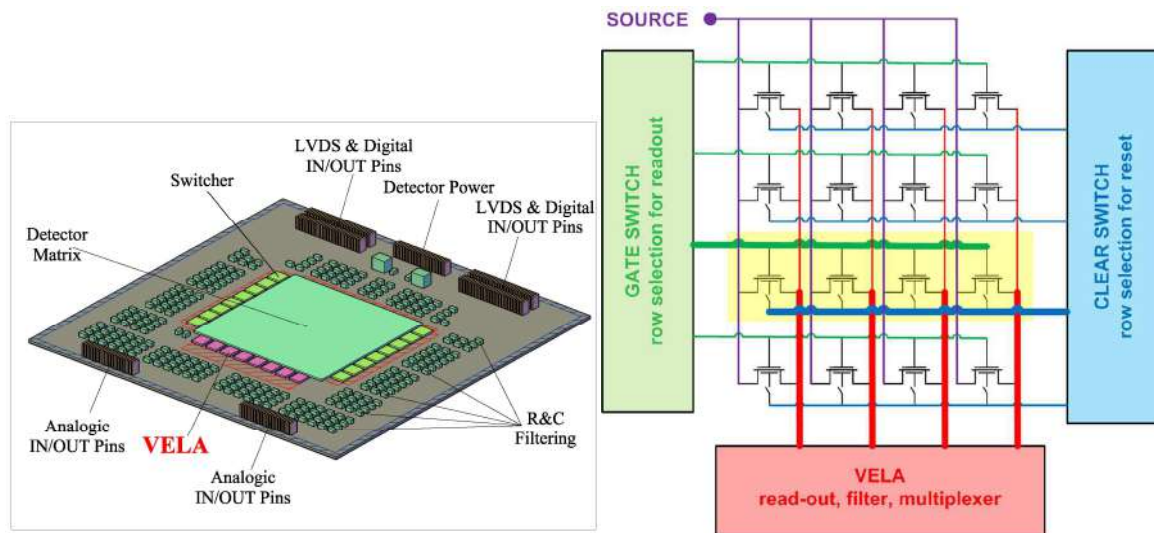 LVDS & Digital
IN/OUT Pins
Switcher
Detector Power
LVDS & Digital
IN/OUT Pins
Detector
Matrix
Analogic
IN/OUT Pins
VELA
Analogic
IN/OUT Pins
R&C
Filtering
SOURCE
GATE SWITCH
row selection for readout
CLEAR SWITCH
row selection for reset
VELA
read-out, filter, multiplexer